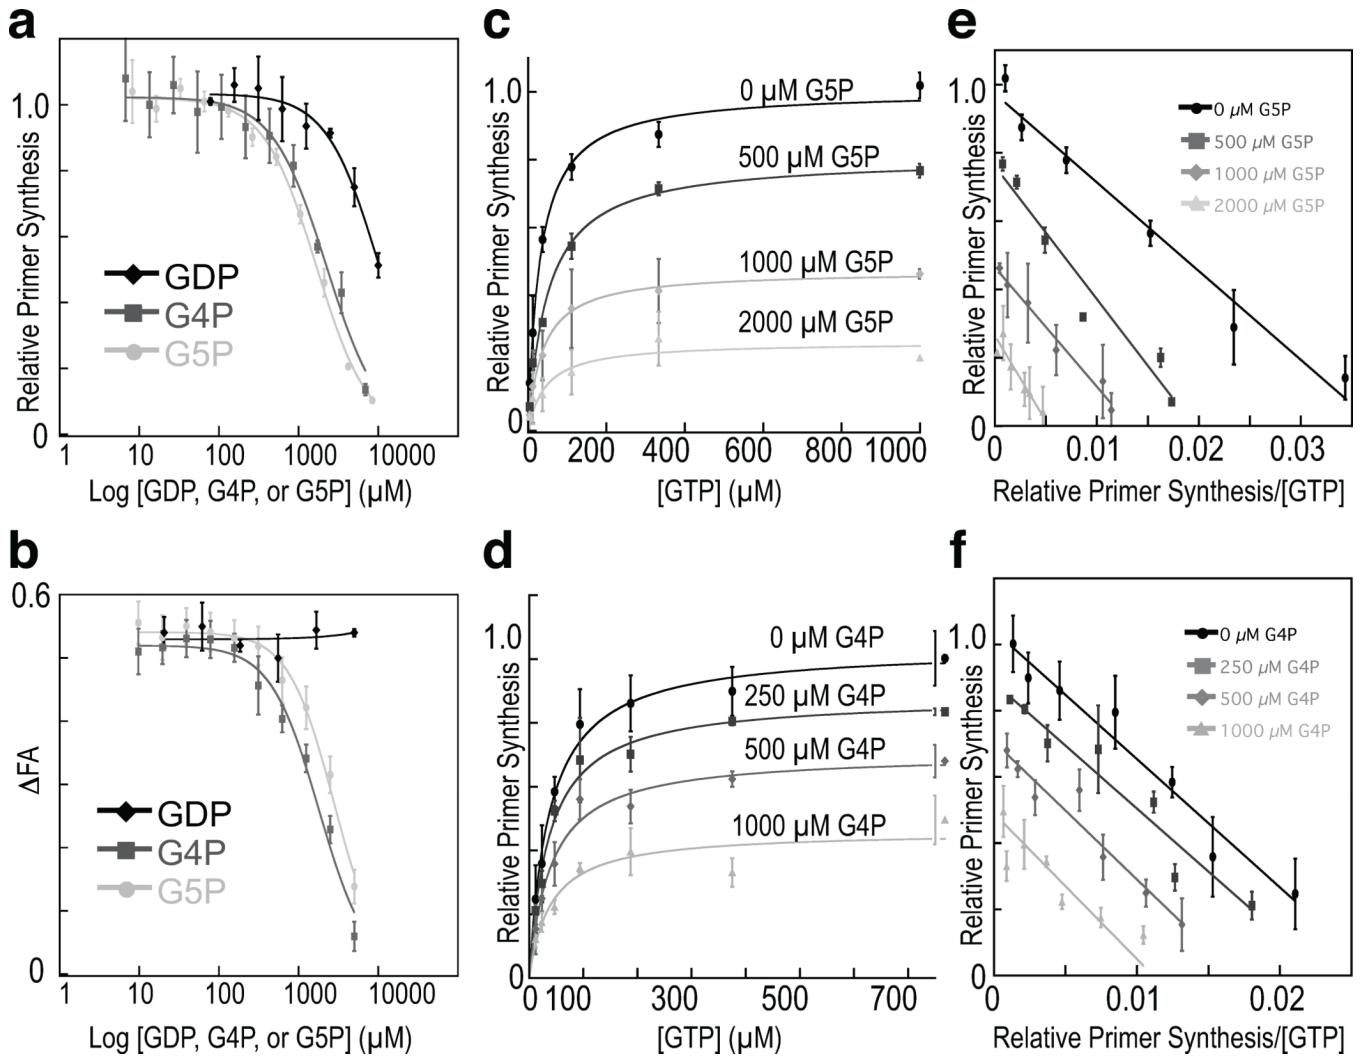 a
Relative Primer Synthesis
1.0
0
GDP
G4P
G5P
1 10 100 1000 10000
Log [GDP, G4P, or G5P] (µM)
c
Relative Primer Synthesis
1.0
0
0 µM G5P
500 µM G5P
1000 µM G5P
2000 µM G5P
0 200 400 600 800 1000
[GTP] (µM)
e
Relative Primer Synthesis
1.0
0 µM G5P
500 µM G5P
1000 µM G5P
2000 µM G5P
0 0.01 0.02 0.03
Relative Primer Synthesis/[GTP]
b
ΔFA
0.6
0
GDP
G4P
G5P
1 10 100 1000 10000
Log [GDP, G4P, or G5P] (µM)
d
Relative Primer Synthesis
1.0
0
0 µM G4P
250 µM G4P
500 µM G4P
1000 µM G4P
0 100 300 500 700
[GTP] (µM)
f
Relative Primer Synthesis
1.0
0
0 µM G4P
250 µM G4P
500 µM G4P
1000 µM G4P
0 0.01 0.02
Relative Primer Synthesis/[GTP]